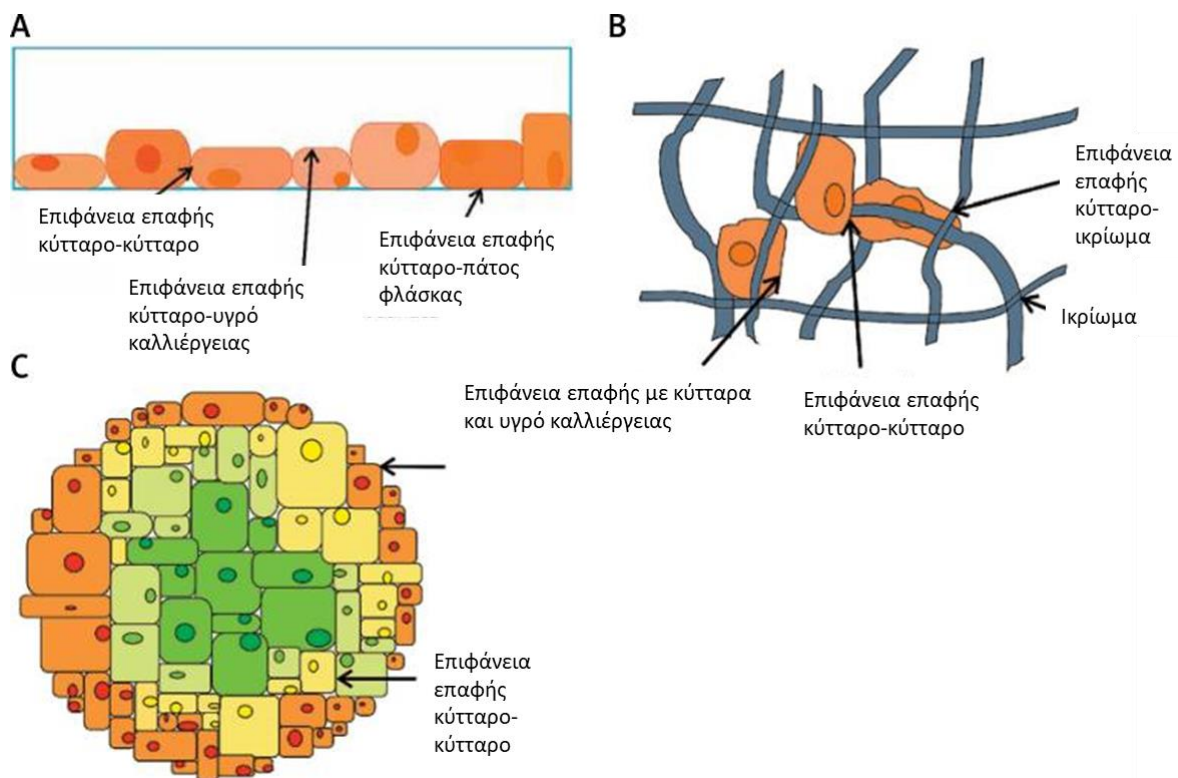 A
B
Επιφάνεια επαφής
κύτταρο-κύτταρο
Επιφάνεια επαφής
κύτταρο-υγρό
καλλιέργειας
Επιφάνεια επαφής
κύτταρο-πάτος
φλάσκας
Επιφάνεια
επαφής
κύτταρο-
ικρίωμα
Ικρίωμα
Επιφάνεια επαφής με κύτταρα
και υγρό καλλιέργειας
Επιφάνεια επαφής
κύτταρο-κύτταρο
C
Επιφάνεια
επαφής
κύτταρο-
κύτταρο